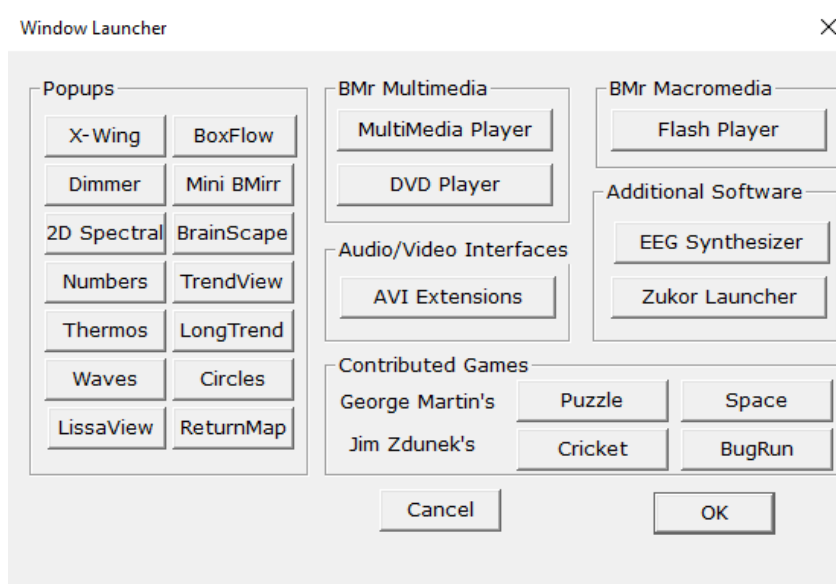 Window Launcher
Popups
X-Wing BoxFlow
Dimmer Mini BMirr
2D Spectral BrainScape
Numbers TrendView
Thermos LongTrend
Waves Circles
LissaView ReturnMap
BMr Multimedia
MultiMedia Player
DVD Player
Audio/Video Interfaces
AVI Extensions
BMr Macromedia
Flash Player
Additional Software
EEG Synthesizer
Zukor Launcher
Contributed Games
George Martin's Puzzle Space
Jim Zdunek's Cricket BugRun
Cancel OK